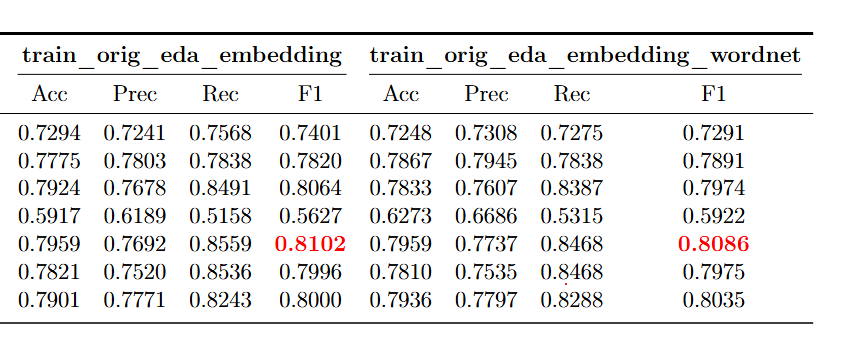 train_orig_eda_embedding train_orig_eda_embedding_wordnet
Acc Prec Rec F1 Acc Prec Rec F1
0.7294 0.7241 0.7568 0.7401 0.7248 0.7308 0.7275 0.7291
0.7775 0.7803 0.7838 0.7820 0.7867 0.7945 0.7838 0.7891
0.7924 0.7678 0.8491 0.8064 0.7833 0.7607 0.8387 0.7974
0.5917 0.6189 0.5158 0.5627 0.6273 0.6686 0.5315 0.5922
0.7959 0.7692 0.8559 0.8102 0.7959 0.7737 0.8468 0.8086
0.7821 0.7520 0.8536 0.7996 0.7810 0.7535 0.8468 0.7975
0.7901 0.7771 0.8243 0.8000 0.7936 0.7797 0.8288 0.8035